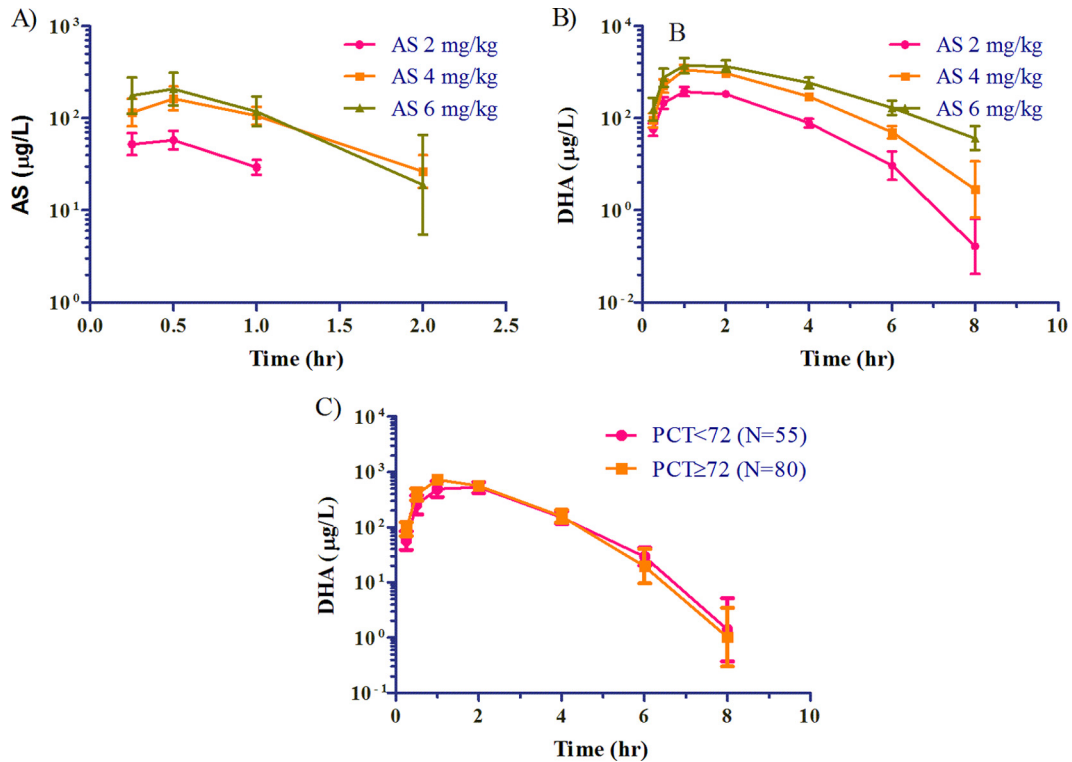 A)
AS 2 mg/kg
AS 4 mg/kg
AS 6 mg/kg
AS (µg/L)
10³
10²
10¹
10⁰
0.0 0.5 1.0 1.5 2.0 2.5
Time (hr)
B)
B
AS 2 mg/kg
AS 4 mg/kg
AS 6 mg/kg
DHA (µg/L)
10⁴
10²
10⁰
10⁻²
0 2 4 6 8 10
Time (hr)
C)
PCT<72 (N=55)
PCT≥72 (N=80)
DHA ( µg/L)
10⁴
10³
10²
10¹
10⁰
10⁻¹
0 2 4 6 8 10
Time (hr)